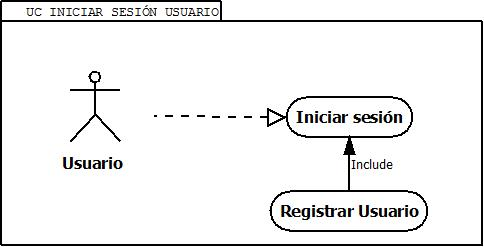 UC INICIAR SESIÓN USUARIO
Iniciar sesión
Usuario
Include
Registrar Usuario